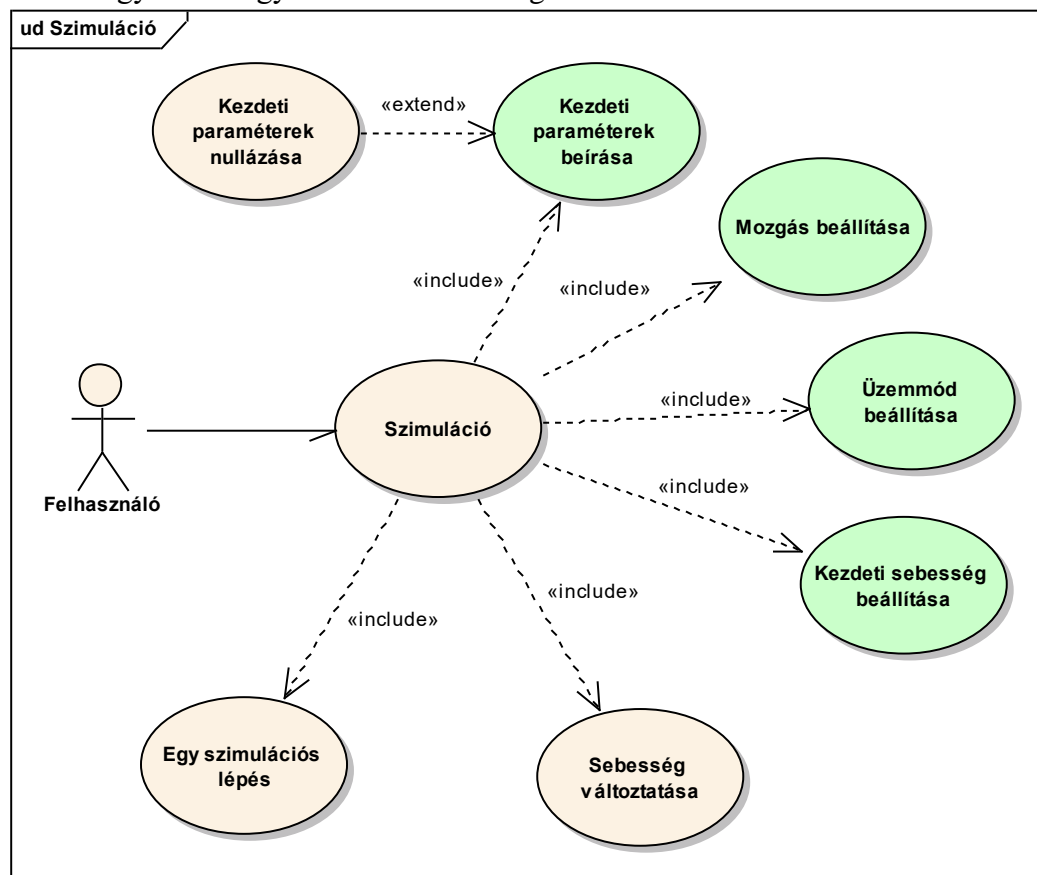 ud Szimuláció
Kezdeti
paraméterek
nullázása
«extend»
Kezdeti
paraméterek
beírása
Mozgás beállítása
«include»
«include»
Üzemmód
beállítása
«include»
Szimuláció
Felhasználó
«include»
Kezdeti sebesség
beállítása
«include»
«include»
Egy szimulációs
lépés
Sebesség
változtatása